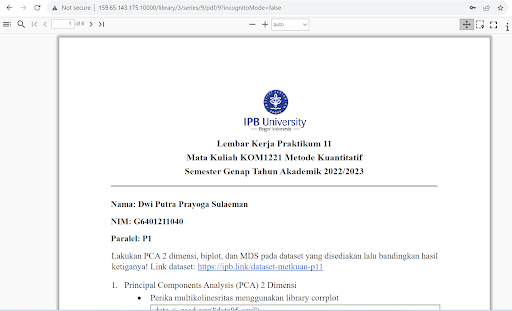 Not secure 159.65.143.175:10000/library/3/series/9/pdf/9?incognitoMode=false
1 of 6 auto
IPB University
Bogor Indonesia
Lembar Kerja Praktikum 11
Mata Kuliah KOM1221 Metode Kuantitatif
Semester Genap Tahun Akademik 2022/2023
Nama: Dwi Putra Prayoga Sulaeman
NIM: G6401211040
Paralel: P1
Lakukan PCA 2 dimensi, biplot, dan MDS pada dataset yang disediakan lalu bandingkan hasil
ketiganya! Link dataset: https://ipb.link/dataset-metkuan-p11
1. Principal Components Analysis (PCA) 2 Dimensi
• Perika multikolinesritas menggunakan library corrplot